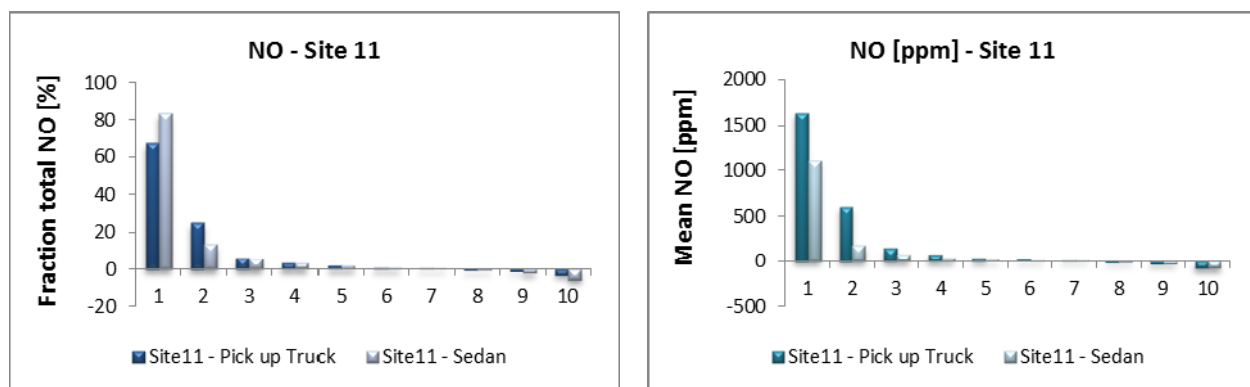 NO - Site 11
Fraction total NO [%]
100
80
60
40
20
0
-20
1 2 3 4 5 6 7 8 9 10
Site11 - Pick up Truck Site11 - Sedan
NO [ppm] - Site 11
Mean NO [ppm]
2000
1500
1000
500
0
-500
1 2 3 4 5 6 7 8 9 10
Site11 - Pick up Truck Site11 - Sedan